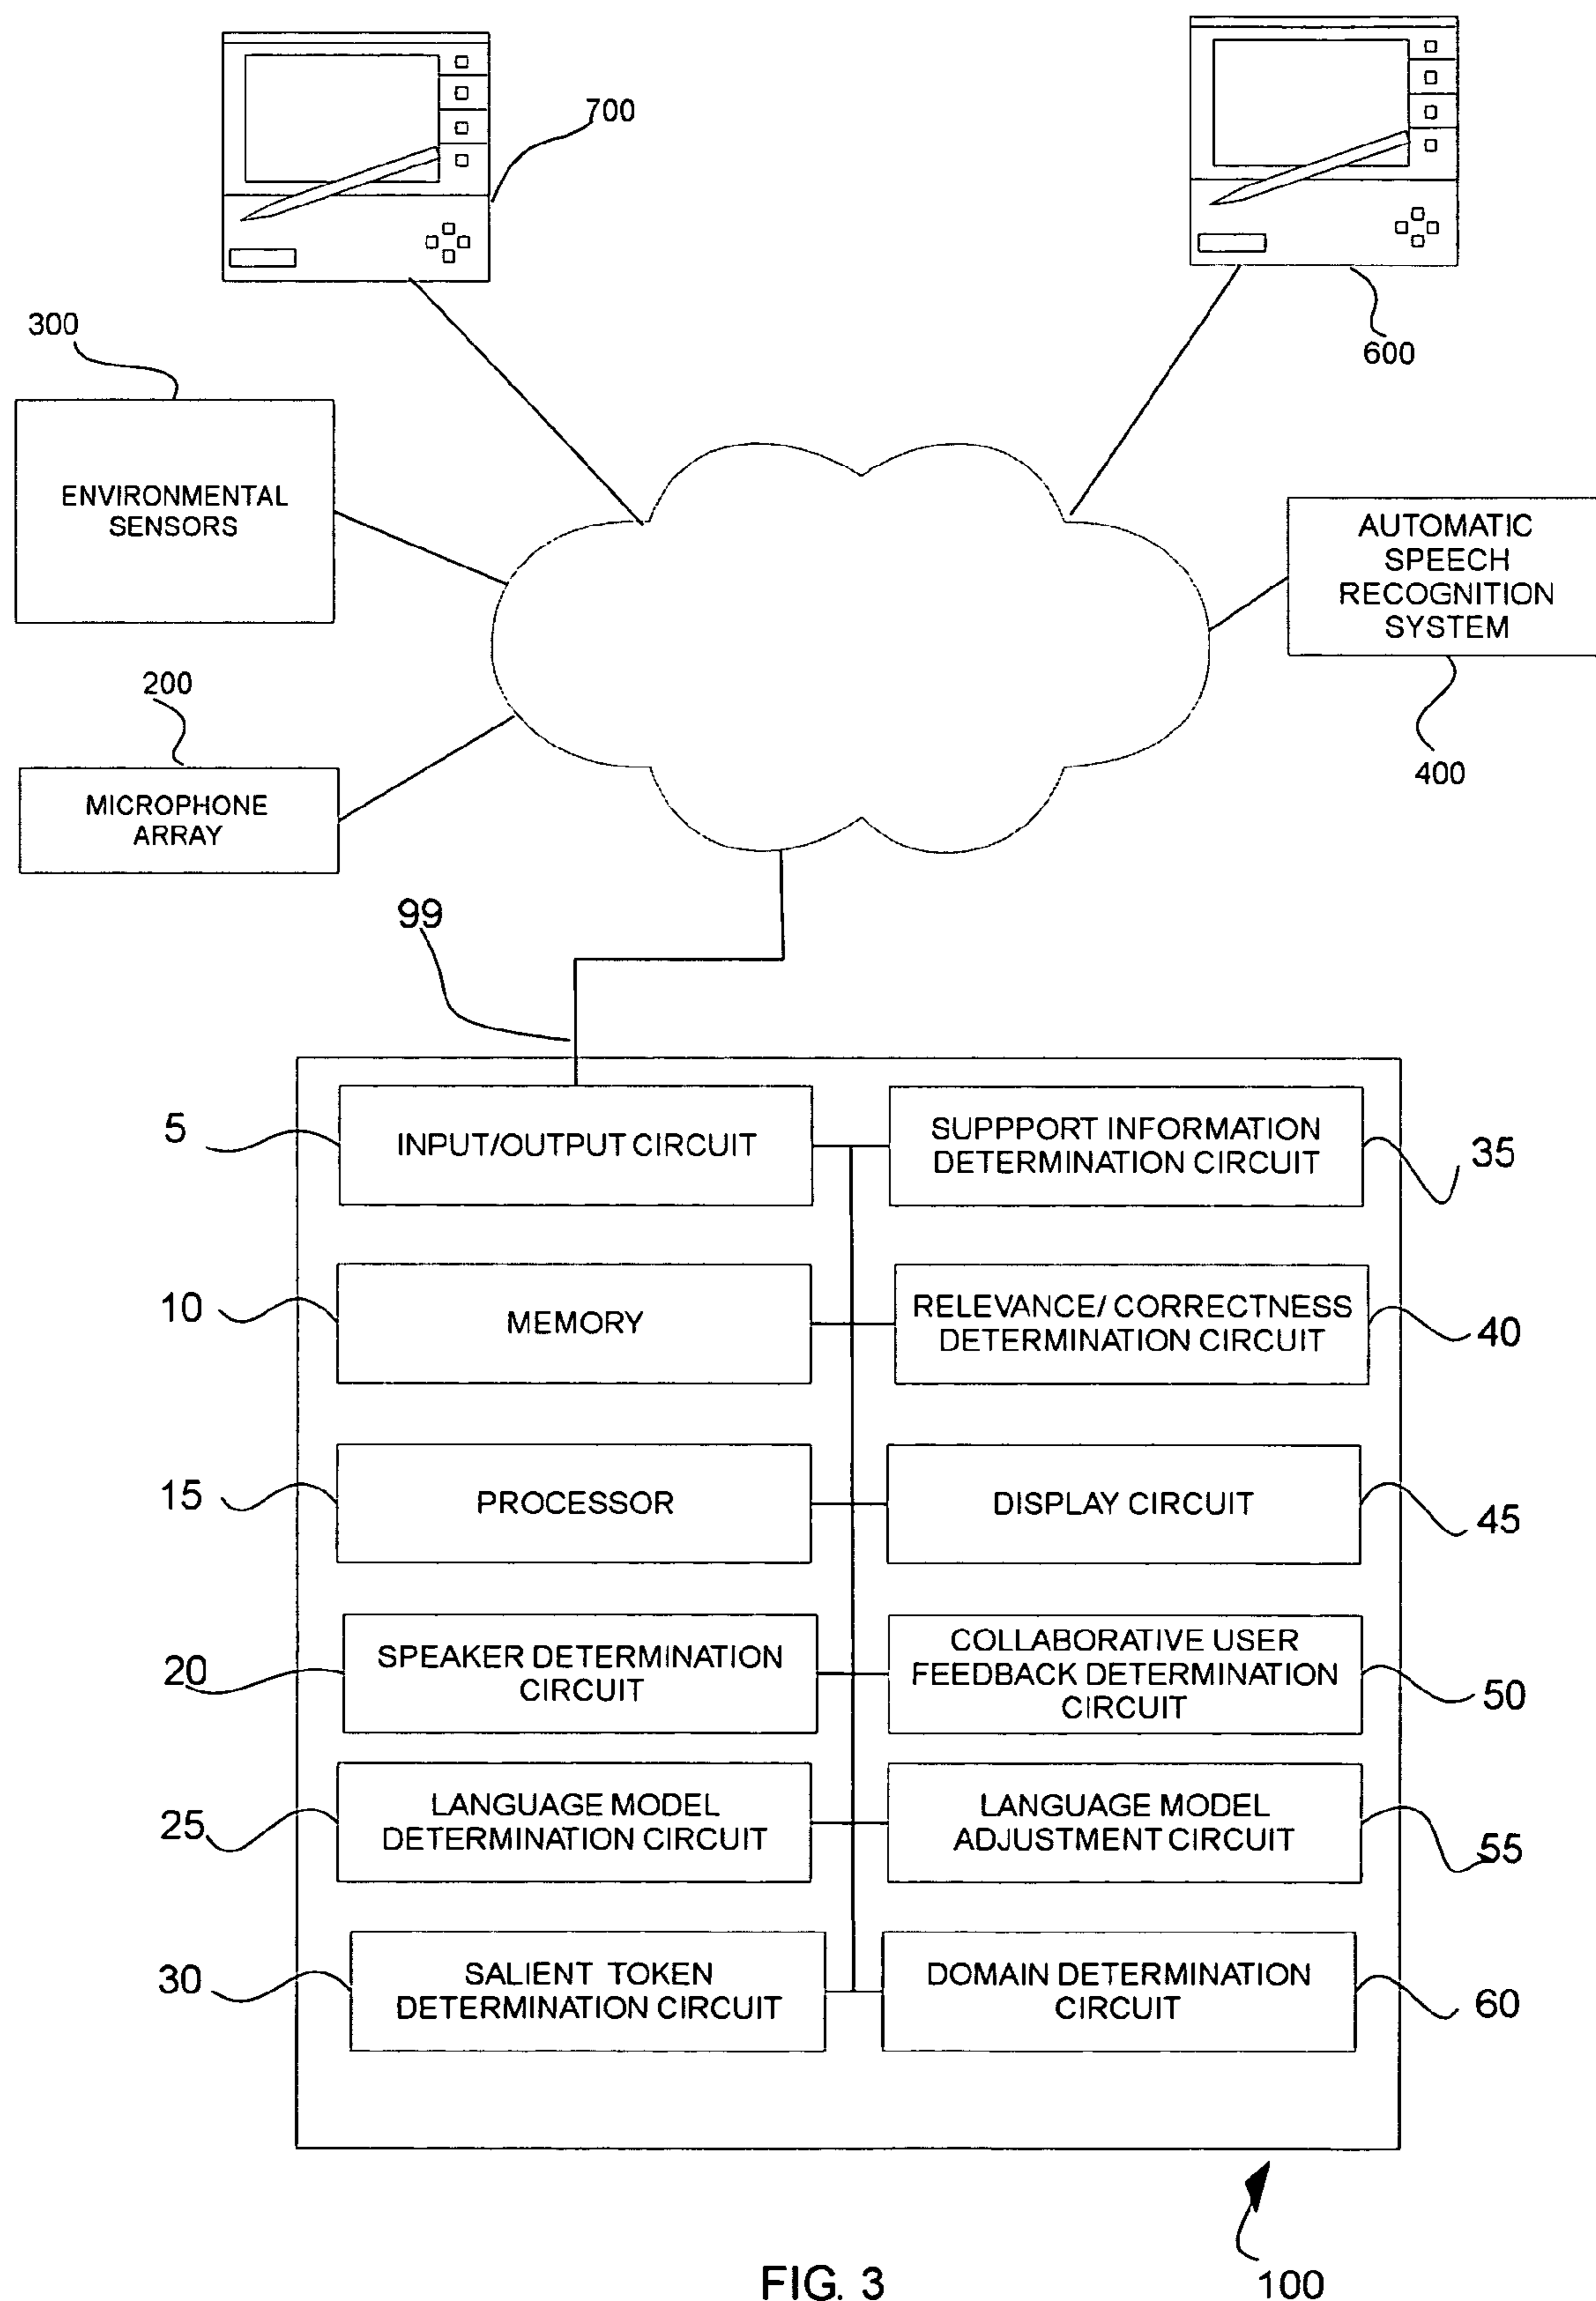 700
600
300
ENVIRONMENTAL
SENSORS
AUTOMATIC
SPEECH
RECOGNITION
SYSTEM
400
200
MICROPHONE
ARRAY
99
5
INPUT/OUTPUT CIRCUIT
SUPPPORT INFORMATION
DETERMINATION CIRCUIT
35
10
MEMORY
RELEVANCE/ CORRECTNESS
DETERMINATION CIRCUIT
40
15
PROCESSOR
DISPLAY CIRCUIT
45
20
SPEAKER DETERMINATION
CIRCUIT
COLLABORATIVE USER
FEEDBACK DETERMINATION
CIRCUIT
50
25
LANGUAGE MODEL
DETERMINATION CIRCUIT
LANGUAGE MODEL
ADJUSTMENT CIRCUIT
55
30
SALIENT TOKEN
DETERMINATION CIRCUIT
DOMAIN DETERMINATION
CIRCUIT
60
100
FIG. 3